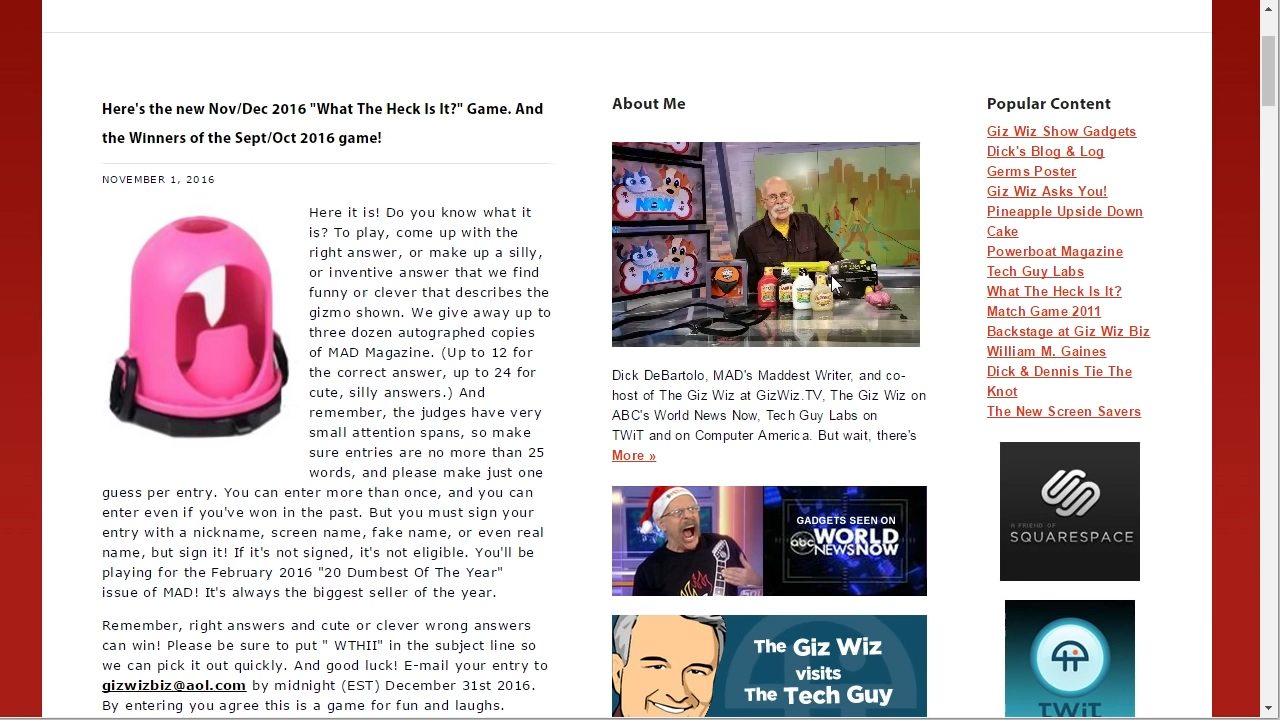 Here's the new Nov/Dec 2016 "What The Heck Is It?" Game. And
the Winners of the Sept/Oct 2016 game!
NOVEMBER 1, 2016
Here it is! Do you know what it
is? To play, come up with the
right answer, or make up a silly,
or inventive answer that we find
funny or clever that describes the
gizmo shown. We give away up to
three dozen autographed copies
of MAD Magazine. (Up to 12 for
the correct answer, up to 24 for
cute, silly answers.) And
remember, the judges have very
small attention spans, so make
sure entries are no more than 25
words, and please make just one
guess per entry. You can enter more than once, and you can
enter even if you've won in the past. But you must sign your
entry with a nickname, screen name, fake name, or even real
name, but sign it! If it's not signed, it's not eligible. You'll be
playing for the February 2016 "20 Dumbest Of The Year"
issue of MAD! It's always the biggest seller of the year.
Remember, right answers and cute or clever wrong answers
can win! Please be sure to put " WTHII" in the subject line so
we can pick it out quickly. And good luck! E-mail your entry to
gizwizbiz@aol.com by midnight (EST) December 31st 2016.
By entering you agree this is a game for fun and laughs.
About Me
NOW
NOW
Dick DeBartolo, MAD's Maddest Writer, and co-
host of The Giz Wiz at GizWiz.TV, The Giz Wiz on
ABC's World News Now, Tech Guy Labs on
TWiT and on Computer America. But wait, there's
More »
GADGETS SEEN ON
abc WORLD
NEWS NOW
The Giz Wiz
visits
The Tech Guy
Popular Content
Giz Wiz Show Gadgets
Dick's Blog & Log
Germs Poster
Giz Wiz Asks You!
Pineapple Upside Down
Cake
Powerboat Magazine
Tech Guy Labs
What The Heck Is It?
Match Game 2011
Backstage at Giz Wiz Biz
William M. Gaines
Dick & Dennis Tie The
Knot
The New Screen Savers
A FRIEND OF
SQUARESPACE
TWiT